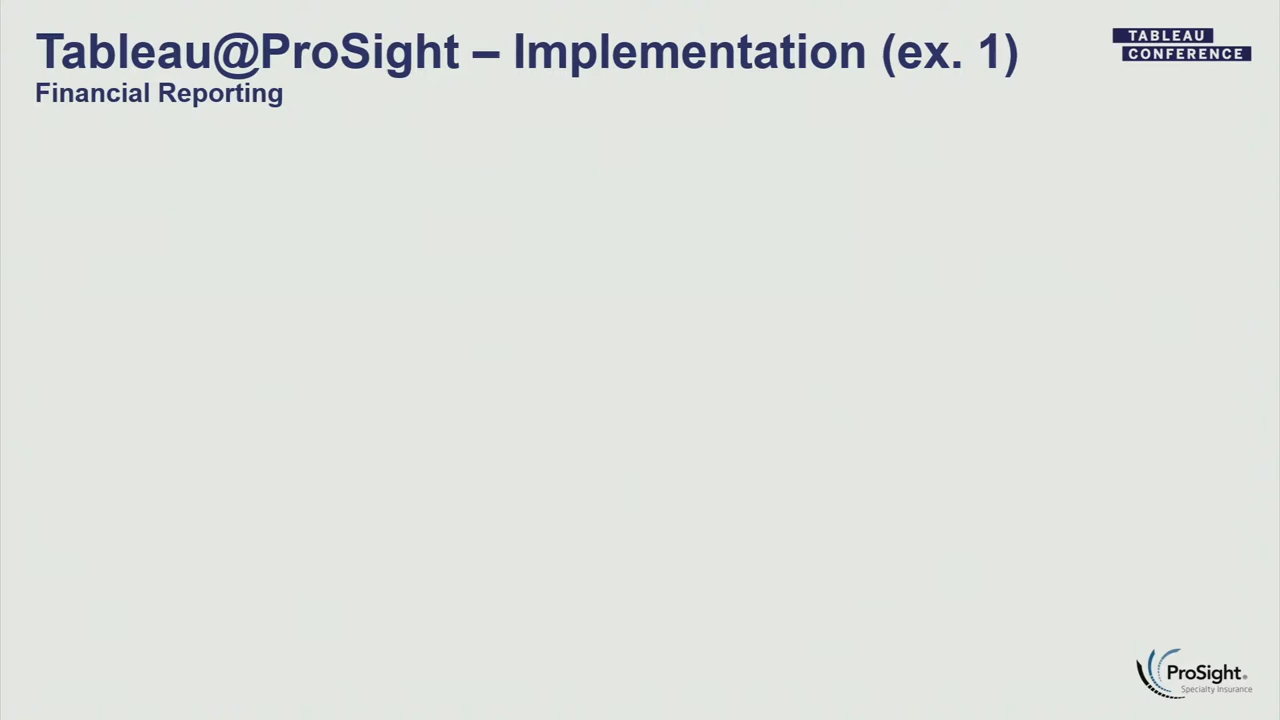 Tableau@ProSight – Implementation (ex. 1)
Financial Reporting
TABLEAU
CONFERENCE
ProSight®
Specialty Insurance